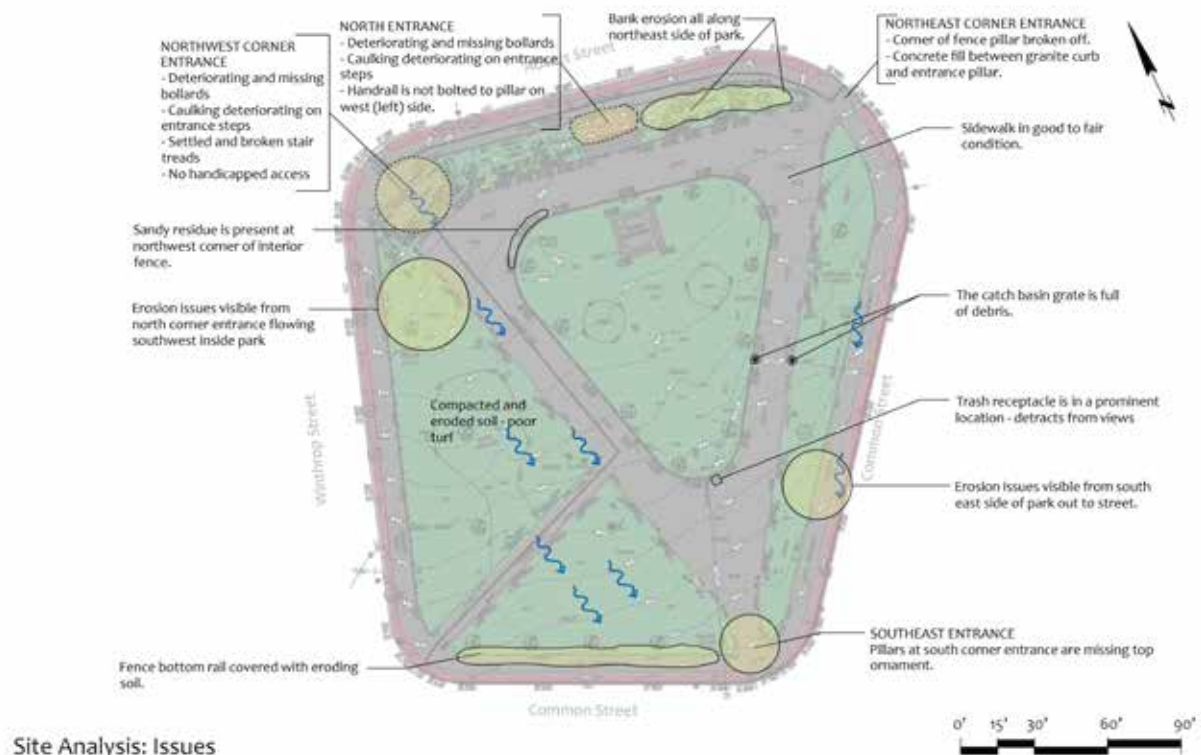 NORTHWEST CORNER
ENTRANCE
- Deteriorating and missing
bollards
- Caulking deteriorating on
entrance steps
- Settled and broken stair
treads
- No handicapped access
NORTH ENTRANCE
- Deteriorating and missing bollards
- Caulking deteriorating on entrance
steps
- Handrail is not bolted to pillar on
west (left) side.
Bank erosion all along
northeast side of park.
NORTHEAST CORNER ENTRANCE
- Corner of fence pillar broken off.
- Concrete fill between granite curb
and entrance pillar.
Street
N
Sidewalk in good to fair
condition.
Sandy residue is present at
northwest corner of interior
fence.
Erosion issues visible from
north corner entrance flowing
southwest inside park
The catch basin grate is full
of debris.
Compacted and
eroded soil - poor
turf
Trash receptacle is in a prominent
location - detracts from views
Winthrop Street
Common Street
Erosion issues visible from south
east side of park out to street.
SOUTHEAST ENTRANCE
Pillars at south corner entrance are missing top
ornament.
Fence bottom rail covered with eroding
soil.
Common Street
Site Analysis: Issues
0' 15' 30' 60' 90'